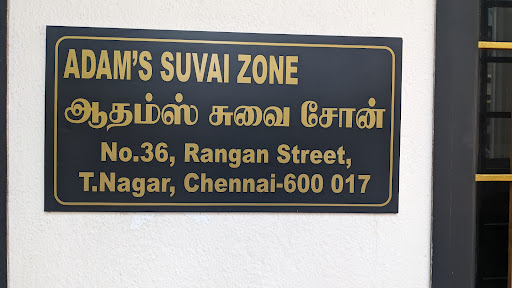 ADAM'S SUVAI ZONE
ஆதம்ஸ் சுவை சோன்
No.36, Rangan Street,
T.Nagar, Chennai-600 017